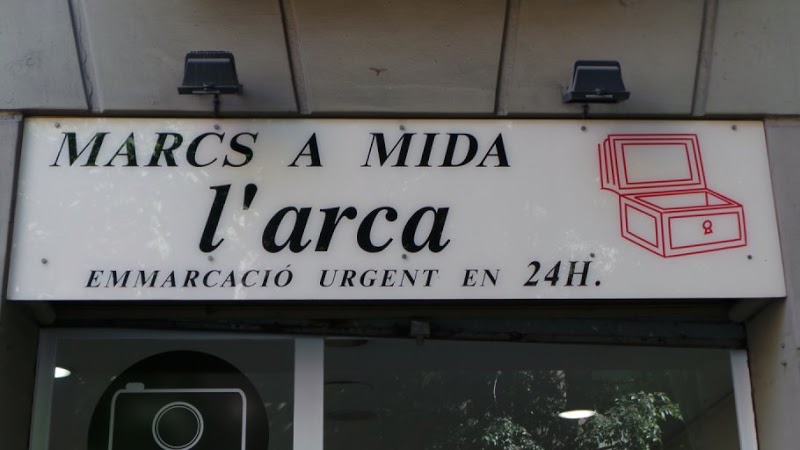 MARCS A MIDA
l'arca
EMMARCACIÓ URGENT EN 24H.